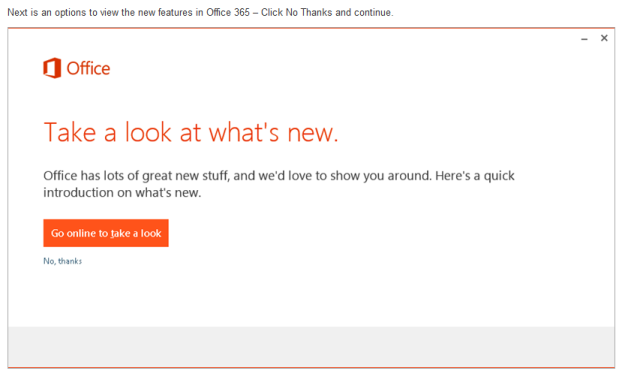 Next is an options to view the new features in Office 365 – Click No Thanks and continue.
Office
Take a look at what's new.
Office has lots of great new stuff, and we'd love to show you around. Here's a quick
introduction on what's new.
Go online to take a look
No, thanks